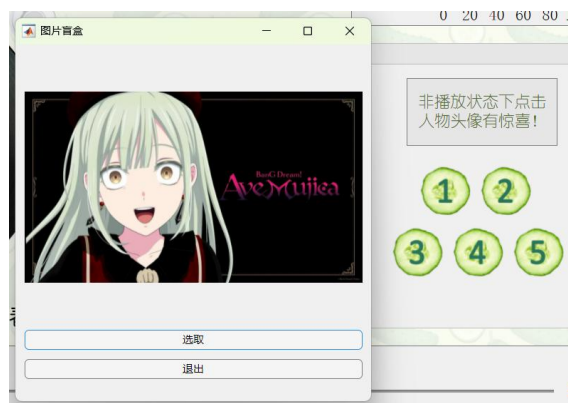 图片盲盒
0 20 40 60 80
BanG Dream!
Ave Mujica
选取
退出
非播放状态下点击
人物头像有惊喜！
1 2
3 4 5